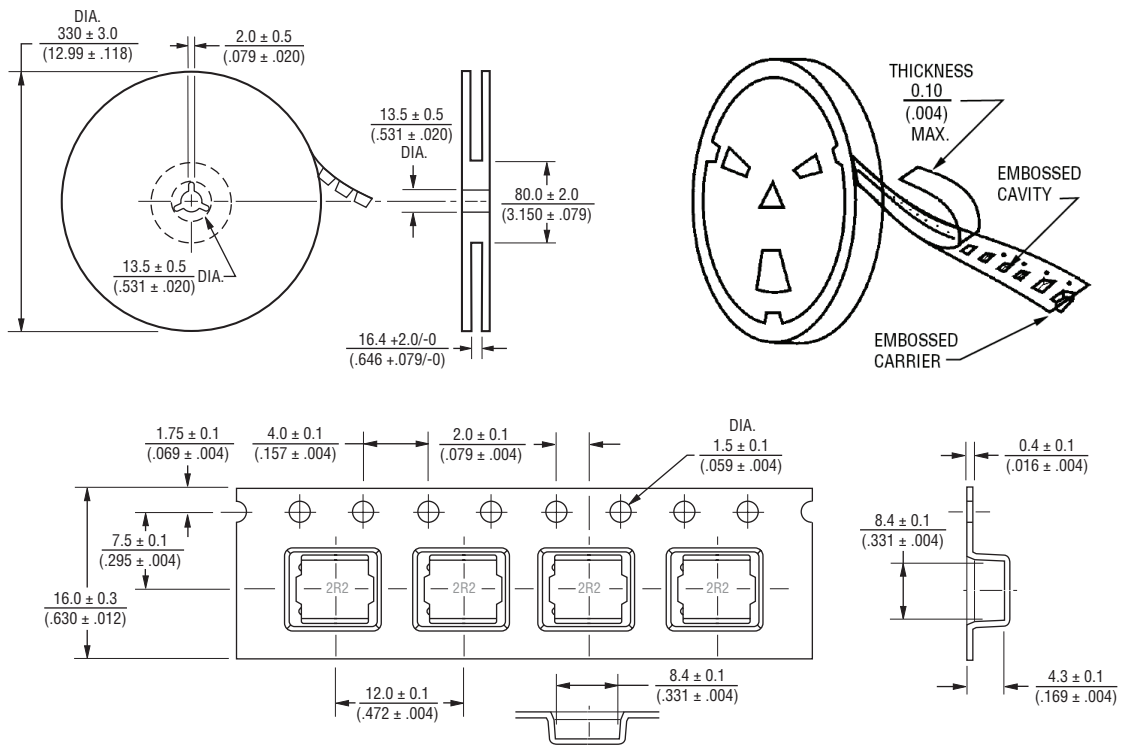 DIA.
330 ± 3.0
(12.99 ± .118)
2.0 ± 0.5
(.079 ± .020)
13.5 ± 0.5
(.531 ± .020)
DIA.
80.0 ± 2.0
(3.150 ± .079)
13.5 ± 0.5
(.531 ± .020)
DIA.
16.4 +2.0/-0
(.646 +.079/-0)
THICKNESS
0.10
(.004)
MAX.
EMBOSSED
CAVITY
EMBOSSED
CARRIER
1.75 ± 0.1
(.069 ± .004)
4.0 ± 0.1
(.157 ± .004)
2.0 ± 0.1
(.079 ± .004)
DIA.
1.5 ± 0.1
(.059 ± .004)
0.4 ± 0.1
(.016 ± .004)
7.5 ± 0.1
(.295 ± .004)
8.4 ± 0.1
(.331 ± .004)
16.0 ± 0.3
(.630 ± .012)
2R2 2R2 2R2 2R2
12.0 ± 0.1
(.472 ± .004)
8.4 ± 0.1
(.331 ± .004)
4.3 ± 0.1
(.169 ± .004)